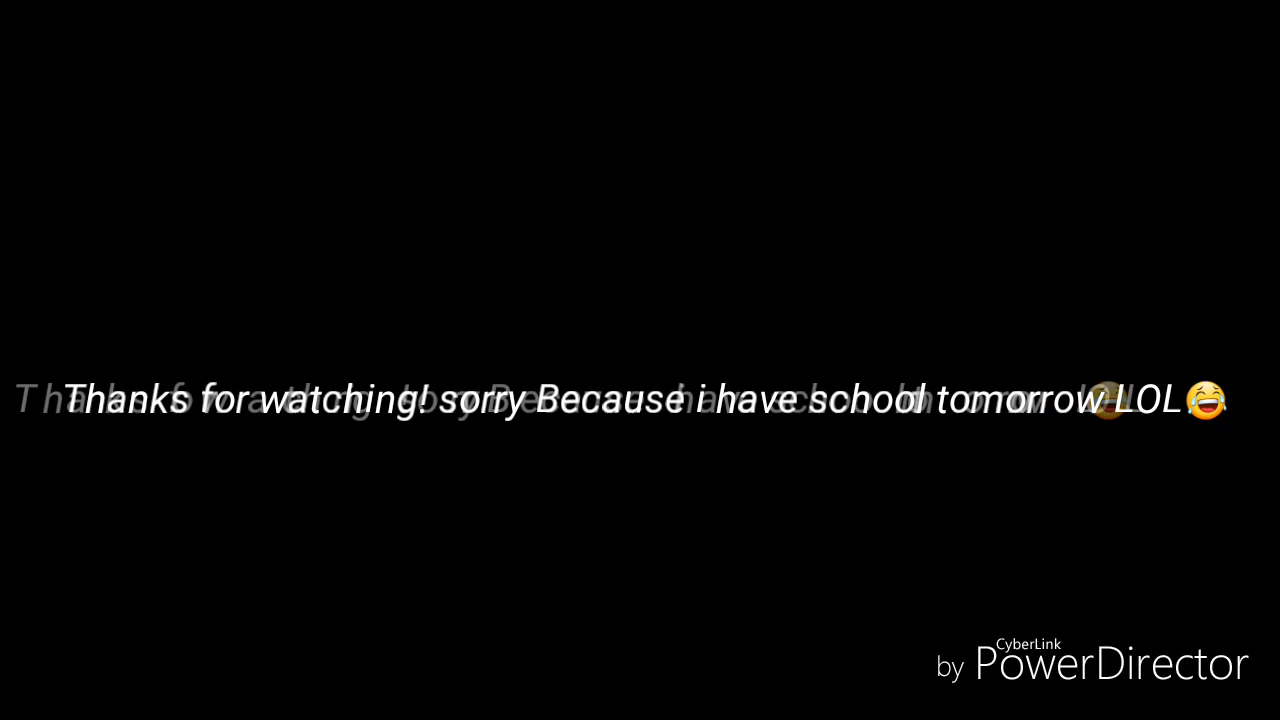 Thanks for watching! sorry Because i have school tomorrow LOL😂
CyberLink
by PowerDirector